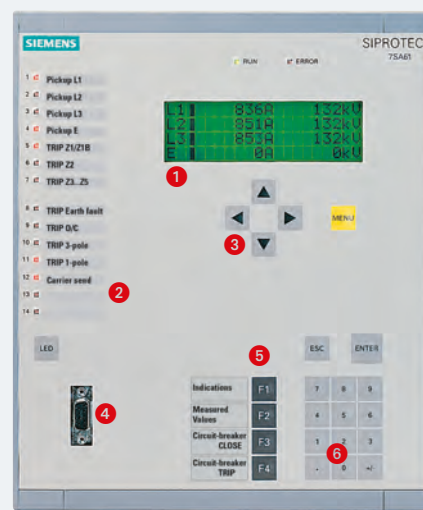 SIEMENS
SIPROTEC
RUN ERROR 7SA61
1 Pickup L1
2 Pickup L2
3 Pickup L3
4 Pickup E
5 TRIP Z1/Z1B
6 TRIP Z2
7 TRIP Z3...Z5
8 TRIP Earth fault
9 TRIP O/C
10 TRIP 3-pole
11 TRIP 1-pole
12 Carrier send
13
14
L1 836A 132kV
L2 851A 132kV
L3 853A 132kV
E 0A 0kV
1
MENU
3
2
LED
5
ESC ENTER
4
Indications F1
Measured
Values F2
Circuit-breaker
CLOSE F3
Circuit-breaker
TRIP F4
7 8 9
4 5 6
1 2 3
6
. 0 +/-